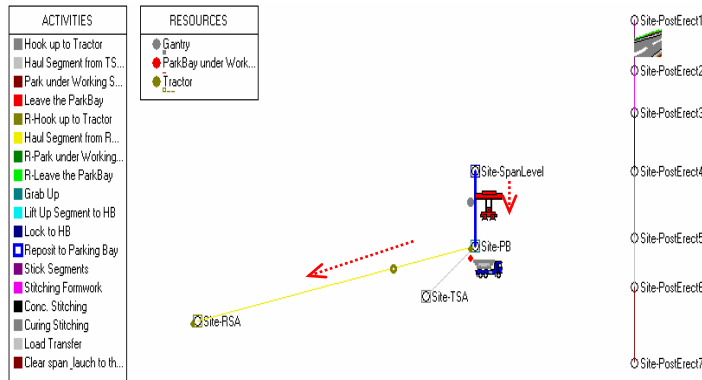 ACTIVITIES
Hook up to Tractor
Haul Segment from TS...
Park under Working S...
Leave the ParkBay
R-Hook up to Tractor
Haul Segment from R...
R-Park under Working...
R-Leave the ParkBay
Grab Up
Lift Up Segment to HB
Lock to HB
Reposit to Parking Bay
Stick Segments
Stitching Formwork
Conc. Stitching
Curing Stitching
Load Transfer
Clear span_lauch to th...
RESOURCES
Gantry
ParkBay under Work...
Tractor
Site-SpanLevel
Site-PB
Site-TSA
Site-RSA
Site-PostErect1
Site-PostErect2
Site-PostErect3
Site-PostErect4
Site-PostErect5
Site-PostErect6
Site-PostErect7